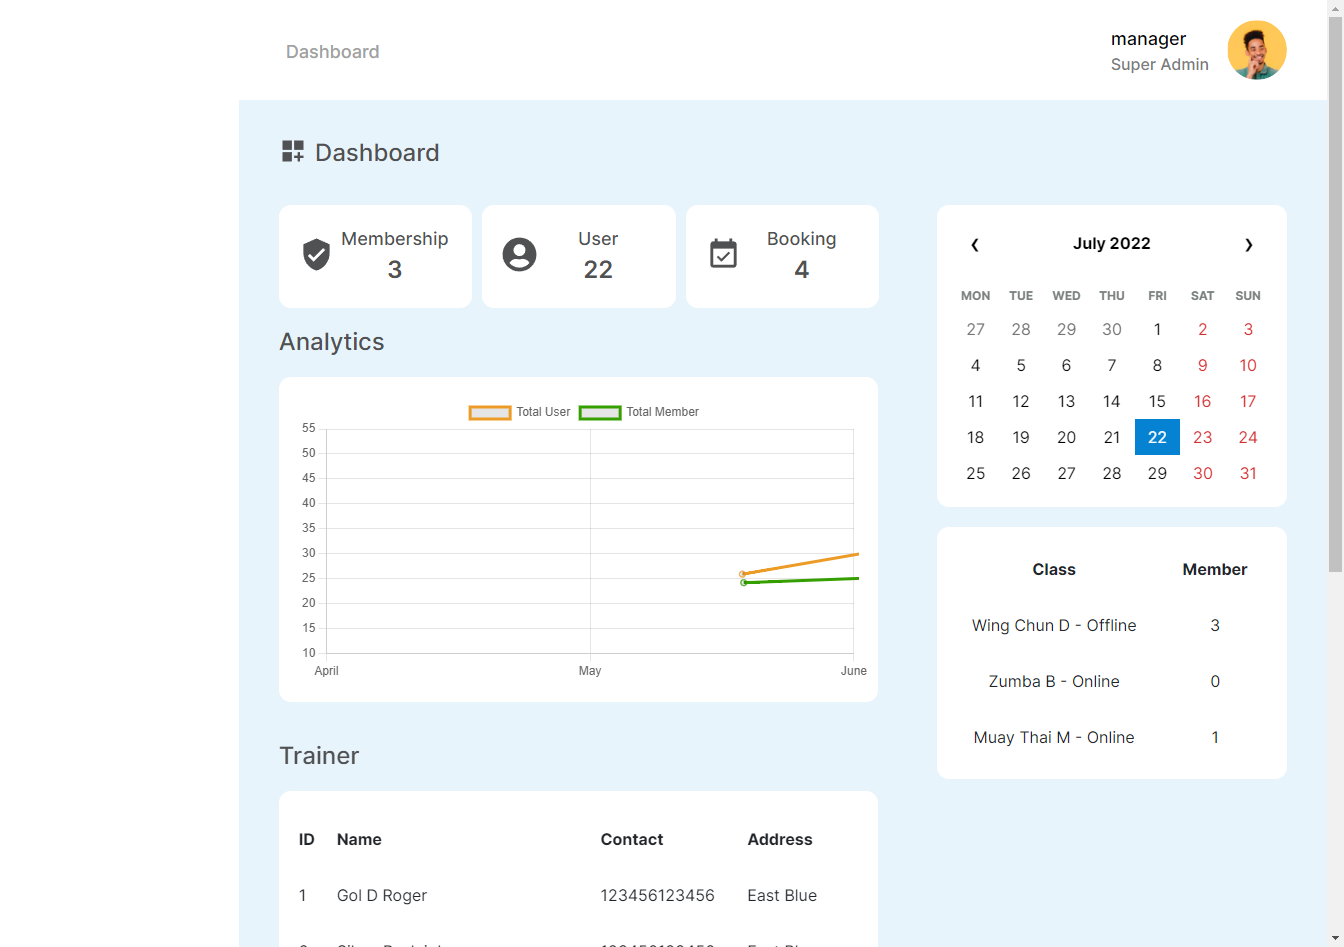 Dashboard
manager
Super Admin
Dashboard
Membership
3
User
22
Booking
4
Analytics
Total User Total Member
55
50
45
40
35
30
25
20
15
10
April May June
Trainer
ID Name Contact Address
1 Gol D Roger 123456123456 East Blue
❮ July 2022 ❯
MON TUE WED THU FRI SAT SUN
27 28 29 30 1 2 3
4 5 6 7 8 9 10
11 12 13 14 15 16 17
18 19 20 21 22 23 24
25 26 27 28 29 30 31
Class Member
Wing Chun D - Offline 3
Zumba B - Online 0
Muay Thai M - Online 1